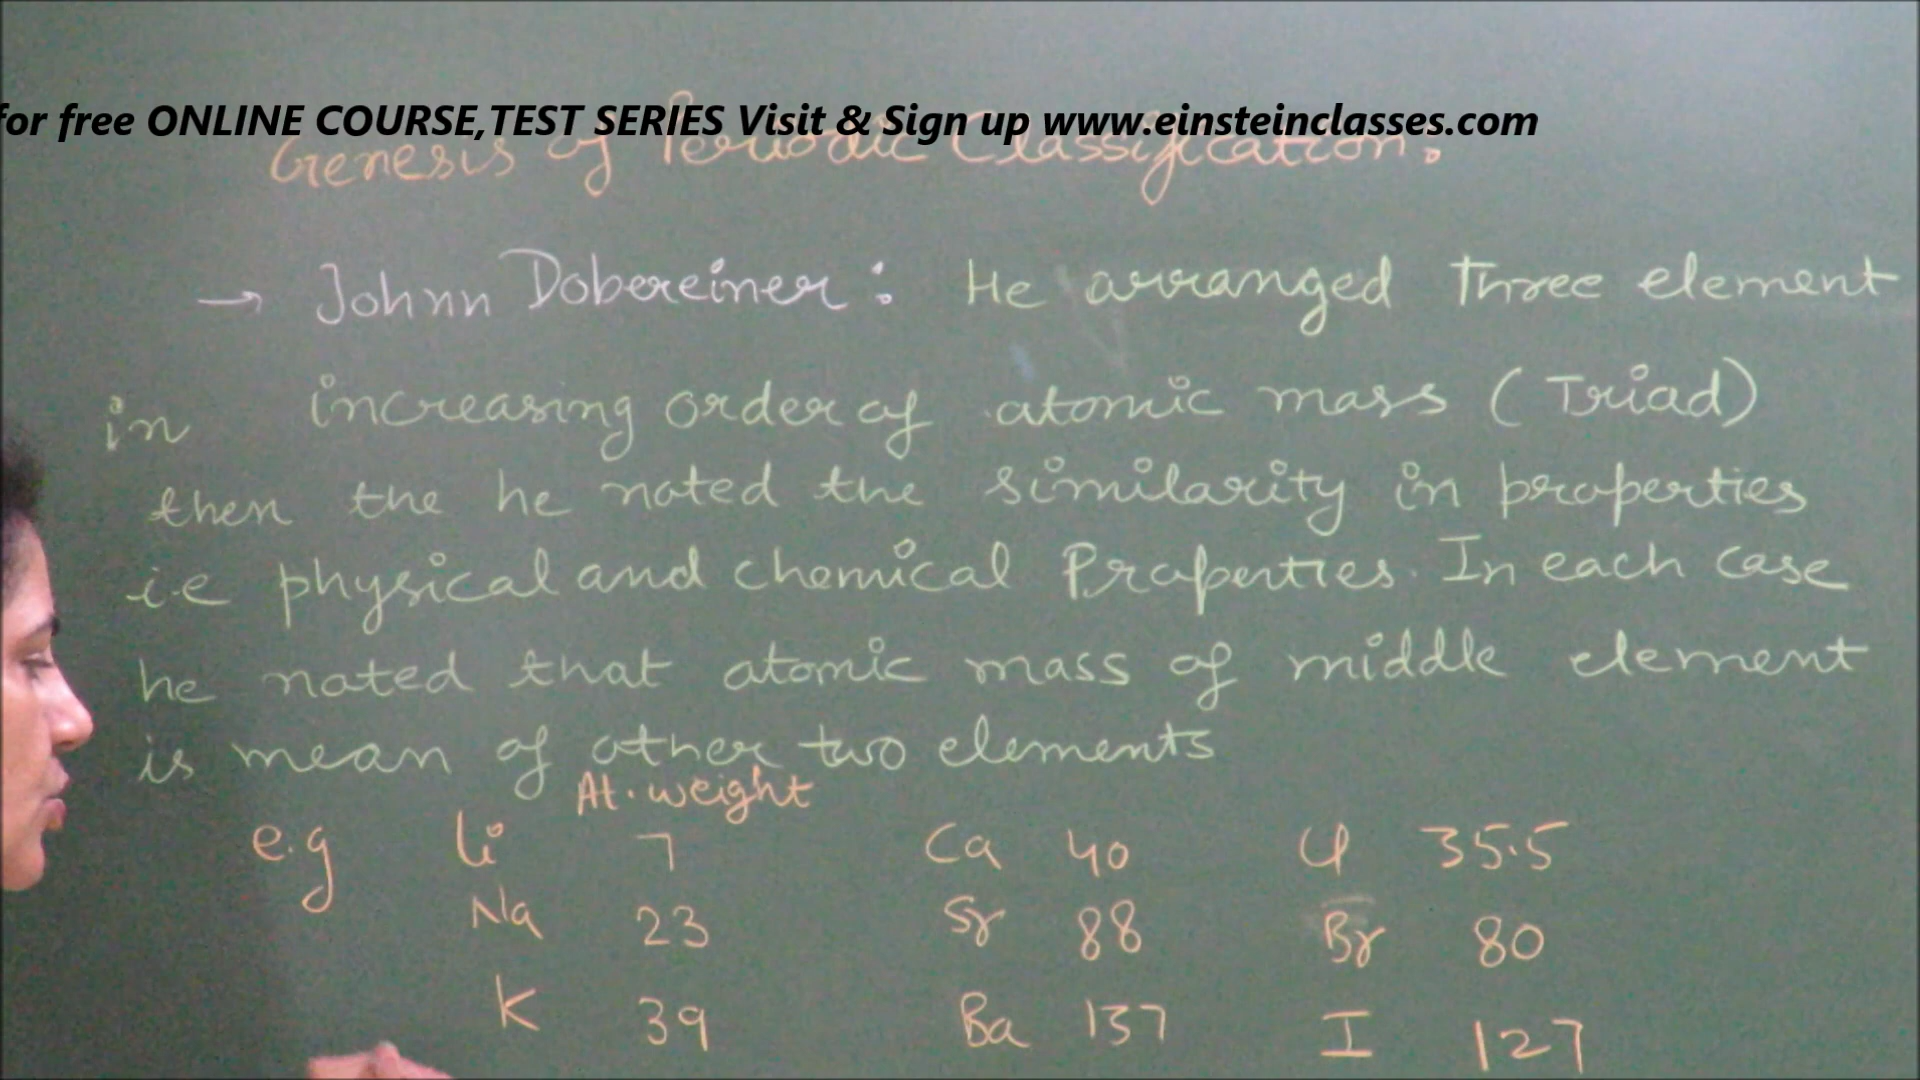 for free ONLINE COURSE,TEST SERIES Visit & Sign up www.einsteinclasses.com
Genesis of Periodic Classification.
→ Johnn Dobereiner: He arranged three element
in increasing order of atomic mass (Triad)
then the he noted the similarity in properties
i.e physical and chemical Properties. In each case
he noted that atomic mass of middle element
is mean of other two elements
At. weight
e.g Li 7 Ca 40 Cl 35.5
Na 23 Sr 88 Br 80
K 39 Ba 137 I 127